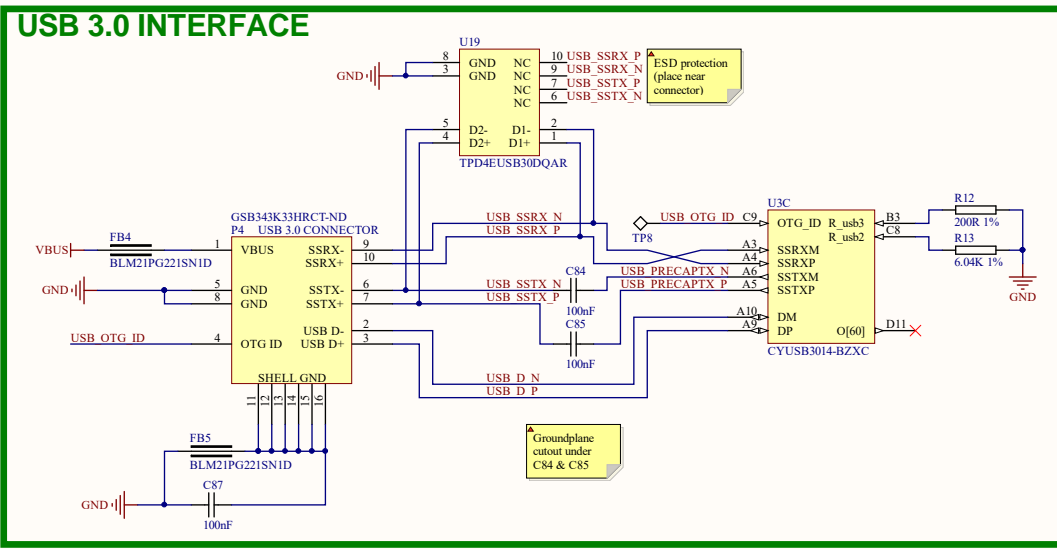 USB 3.0 INTERFACE
U19
8 GND NC 10 USB_SSRX_P
3 GND NC 9 USB_SSRX_N
NC 7 USB_SSTX_P
NC 6 USB_SSTX_N
GND
5 D2- D1- 2
4 D2+ D1+ 1
TPD4EUSB30DQAR
ESD protection
(place near
connector)
GSB343K33HRCT-ND
P4 USB 3.0 CONNECTOR
VBUS
FB4
BLM21PG221SN1D
1 VBUS SSRX- 9
SSRX+ 10
GND
5 GND SSTX- 6
8 GND SSTX+ 7
USB D- 2
USB_OTG_ID 4 OTG ID USB D+ 3
SHELL GND
11 12 13 14 15 16
USB_SSRX_N
USB_SSRX_P
USB_SSTX_N
USB_SSTX_P
C84
100nF
C85
100nF
USB_D_N
USB_D_P
USB_PRECAPTX_N
USB_PRECAPTX_P
TP8
USB_OTG_ID
U3C
C9 OTG_ID R_usb3 B3
R_usb2 C8
A3 SSRXM
A4 SSRXP
A6 SSTXM
A5 SSTXP
A10 DM
A9 DP O[60] D11
CYUSB3014-BZXC
R12
200R 1%
R13
6.04K 1%
GND
Groundplane
cutout under
C84 & C85
FB5
BLM21PG221SN1D
C87
GND
100nF